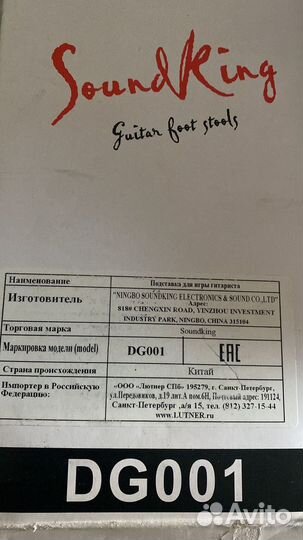 SoundKing
Guitar foot stools
Наименование Подставка для игры гитариста
Изготовитель "NINGBO SOUNDKING ELECTRONICS & SOUND CO.,LTD"
Адрес:
818# CHENGXIN ROAD, YINZHOU INVESTMENT
INDUSTRY PARK, NINGBO, CHINA 315104
Торговая марка Soundking
Маркировка модели (model) DG001 EAC
Страна происхождения Китай
Импортер в Российскую Федерацию:
«ООО «Лютнер СПб» 195279, г. Санкт-Петербург,
ул.Передовиков, д.19 лит.А пом.6Н, Почтовый адрес: 191124,
Санкт-Петербург ,а/я 15, тел. (812) 327-15-44
www.LUTNER.com
DG001
Avito